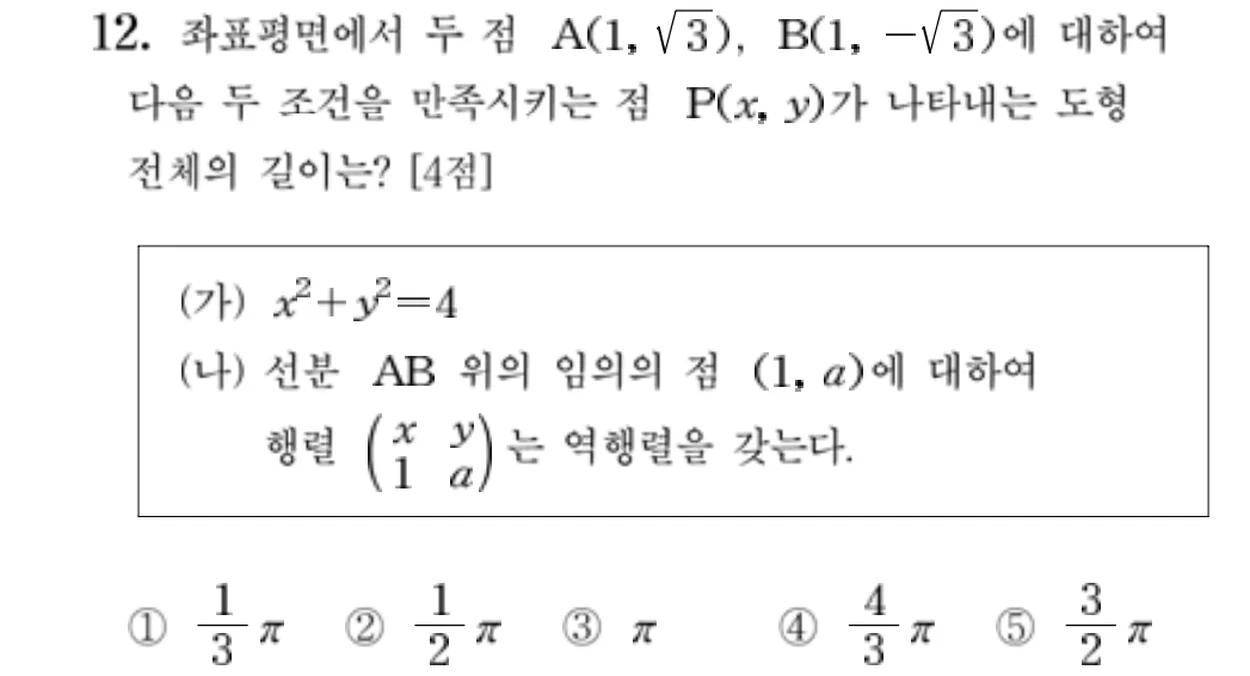 12. 좌표평면에서 두 점 A(1, √3), B(1, −√3)에 대하여
다음 두 조건을 만족시키는 점 P(x, y)가 나타내는 도형
전체의 길이는? [4점]
(가) x²+y²=4
(나) 선분 AB 위의 임의의 점 (1, a)에 대하여
행렬 (x y
1 a)는 역행렬을 갖는다.
① 1/3 π ② 1/2 π ③ π ④ 4/3 π ⑤ 3/2 π